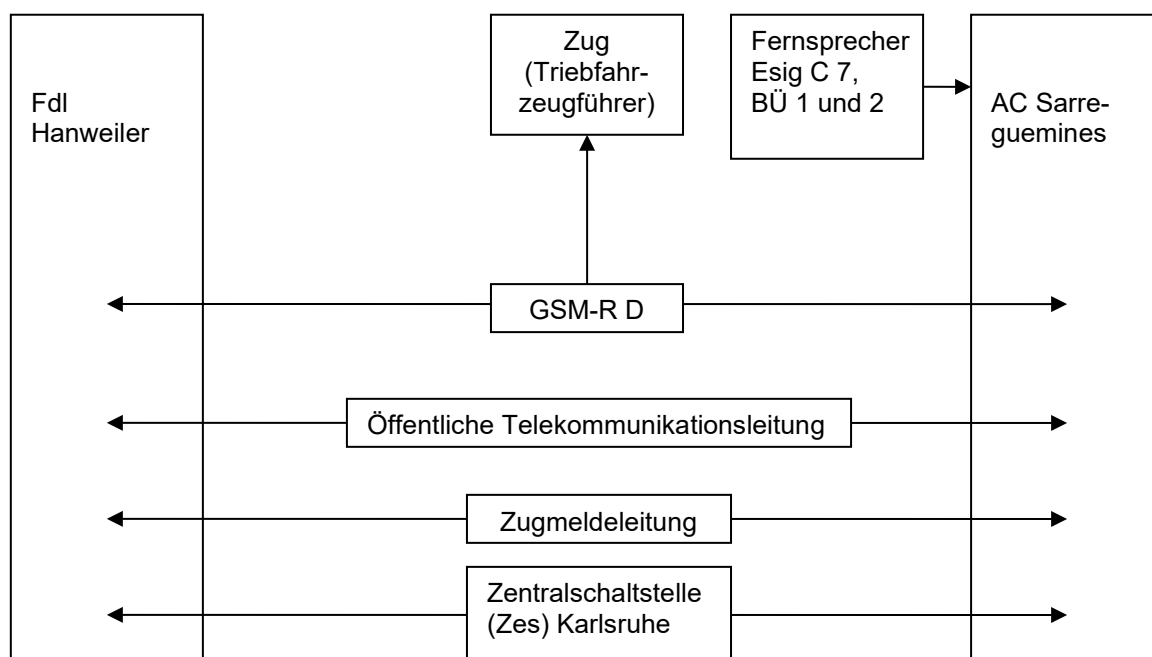 Fdl
Hanweiler
Zug
(Triebfahr-
zeugführer)
Fernsprecher
Esig C 7,
BÜ 1 und 2
AC Sarre-
guemines
GSM-R D
Öffentliche Telekommunikationsleitung
Zugmeldeleitung
Zentralschaltstelle
(Zes) Karlsruhe